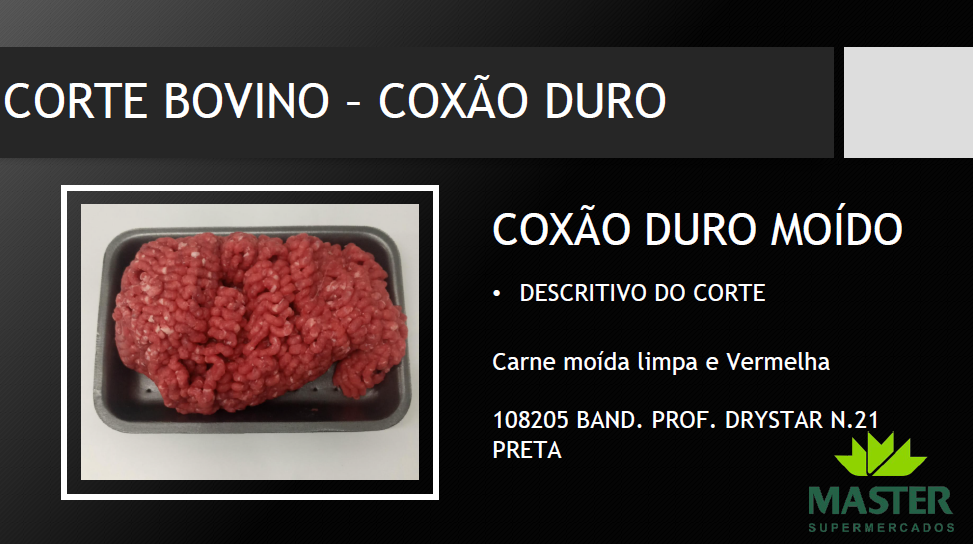 CORTE BOVINO – COXÃO DURO
COXÃO DURO MOÍDO
• DESCRITIVO DO CORTE
Carne moída limpa e Vermelha
108205 BAND. PROF. DRYSTAR N.21
PRETA
MASTER
SUPERMERCADOS